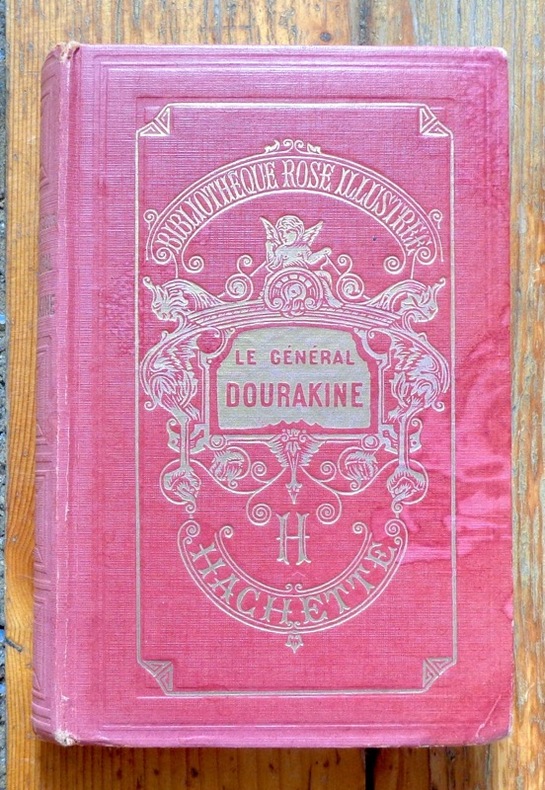 BIBLIOTHÈQUE ROSE ILLUSTRÉE
LE GÉNÉRAL
DOURAKINE
H
HACHETTE